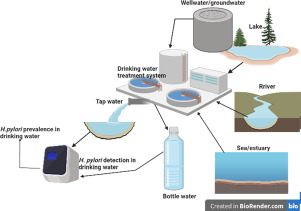 Wellwater/groundwater
Lake
Drinking water
treatment system
Tap water
Rriver
H.pylori prevalence in
drinking water
H. pylori detection in
drinking water
Bottle water
Sea/estuary
Created in BioRender.com bio